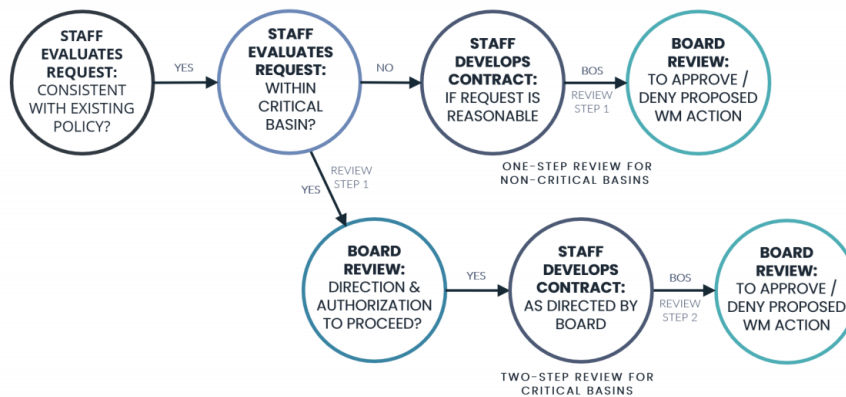 STAFF
EVALUATES
REQUEST:
CONSISTENT
WITH EXISTING
POLICY?
YES
STAFF
EVALUATES
REQUEST:
WITHIN
CRITICAL
BASIN?
NO
STAFF
DEVELOPS
CONTRACT:
IF REQUEST IS
REASONABLE
BOS
REVIEW
STEP 1
BOARD
REVIEW:
TO APPROVE /
DENY PROPOSED
WM ACTION
ONE-STEP REVIEW FOR
NON-CRITICAL BASINS
YES
REVIEW
STEP 1
BOARD
REVIEW:
DIRECTION &
AUTHORIZATION
TO PROCEED?
YES
STAFF
DEVELOPS
CONTRACT:
AS DIRECTED BY
BOARD
BOS
REVIEW
STEP 2
BOARD
REVIEW:
TO APPROVE /
DENY PROPOSED
WM ACTION
TWO-STEP REVIEW FOR
CRITICAL BASINS